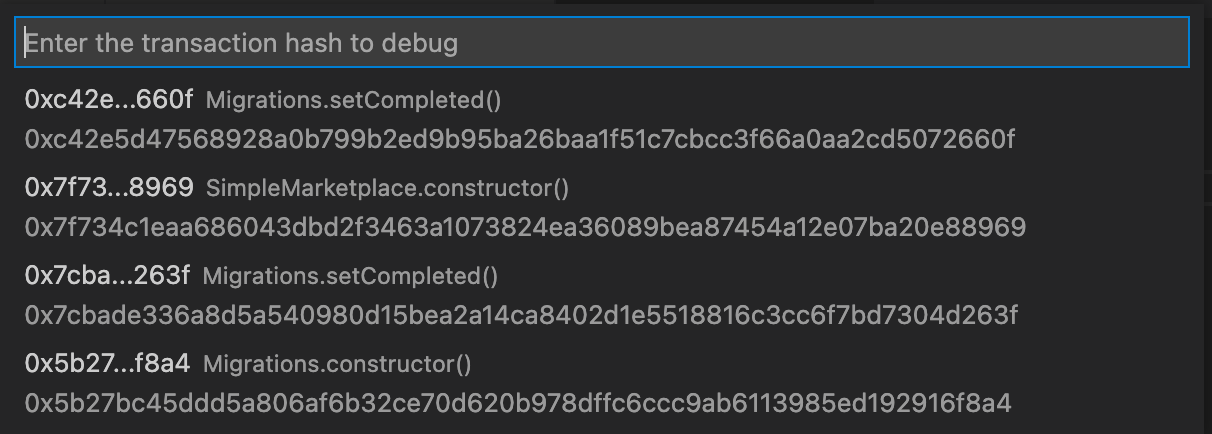 Enter the transaction hash to debug
0xc42e...660f Migrations.setCompleted()
0xc42e5d47568928a0b799b2ed9b95ba26baa1f51c7cbcc3f66a0aa2cd5072660f
0x7f73...8969 SimpleMarketplace.constructor()
0x7f734c1eaa686043dbd2f3463a1073824ea36089bea87454a12e07ba20e88969
0x7cba...263f Migrations.setCompleted()
0x7cbade336a8d5a540980d15bea2a14ca8402d1e5518816c3cc6f7bd7304d263f
0x5b27...f8a4 Migrations.constructor()
0x5b27bc45ddd5a806af6b32ce70d620b978dffc6ccc9ab6113985ed192916f8a4